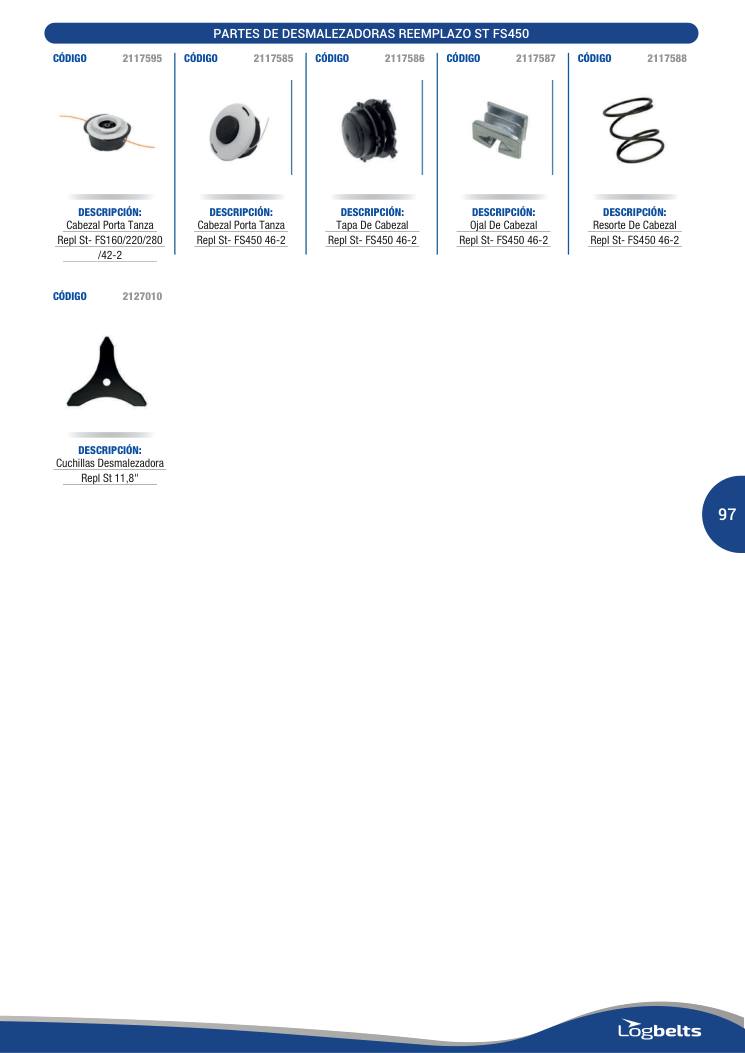 PARTES DE DESMALEZADORAS REEMPLAZO ST FS450
CÓDIGO 2117595
DESCRIPCIÓN:
Cabezal Porta Tanza
Repl St- FS160/220/280
/42-2
CÓDIGO 2117585
DESCRIPCIÓN:
Cabezal Porta Tanza
Repl St- FS450 46-2
CÓDIGO 2117586
DESCRIPCIÓN:
Tapa De Cabezal
Repl St- FS450 46-2
CÓDIGO 2117587
DESCRIPCIÓN:
Ojal De Cabezal
Repl St- FS450 46-2
CÓDIGO 2117588
DESCRIPCIÓN:
Resorte De Cabezal
Repl St- FS450 46-2
CÓDIGO 2127010
DESCRIPCIÓN:
Cuchillas Desmalezadora
Repl St 11,8"
97
Logbelts